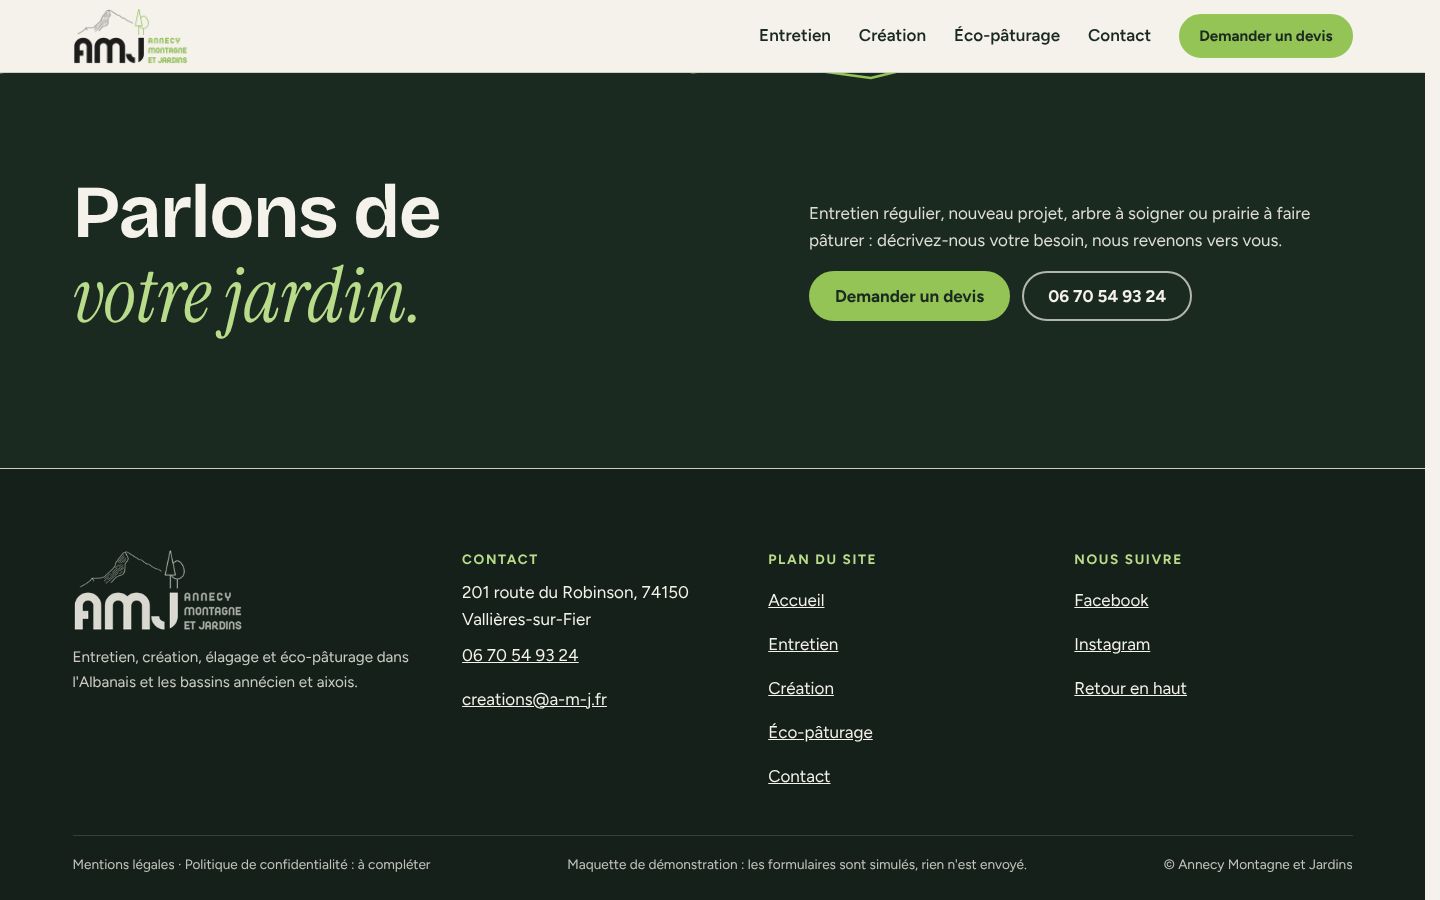 AMJ ANNECY
MONTAGNE
ET JARDINS
Entretien
Création
Éco-pâturage
Contact
Demander un devis
Parlons de
votre jardin.
Entretien régulier, nouveau projet, arbre à soigner ou prairie à faire
pâturer : décrivez-nous votre besoin, nous revenons vers vous.
Demander un devis
06 70 54 93 24
AMJ ANNECY
MONTAGNE
ET JARDINS
Entretien, création, élagage et éco-pâturage dans
l'Albanais et les bassins annécien et aixois.
CONTACT
201 route du Robinson, 74150
Vallières-sur-Fier
06 70 54 93 24
creations@a-m-j.fr
PLAN DU SITE
Accueil
Entretien
Création
Éco-pâturage
Contact
NOUS SUIVRE
Facebook
Instagram
Retour en haut
Mentions légales · Politique de confidentialité : à compléter
Maquette de démonstration : les formulaires sont simulés, rien n'est envoyé.
© Annecy Montagne et Jardins